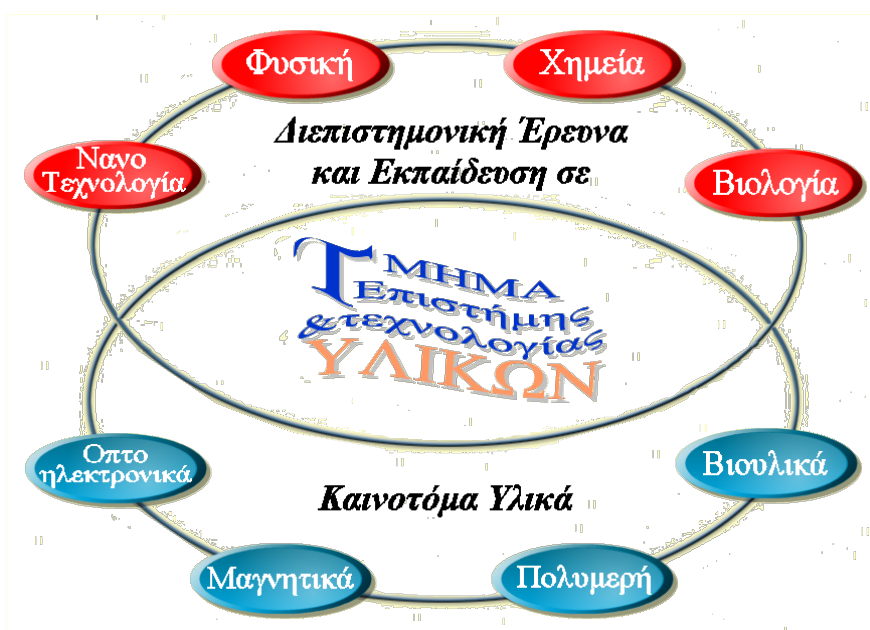 Φυσική
Χημεία
Νανο
Τεχνολογία
Διεπιστημονική Έρευνα
και Εκπαίδευση σε
Βιολογία
ΤΜΗΜΑ
Επιστήμης
&τεχνολογίας
ΥΛΙΚΩΝ
Οπτο
ηλεκτρονικά
Βιουλικά
Καινοτόμα Υλικά
Μαγνητικά
Πολυμερή